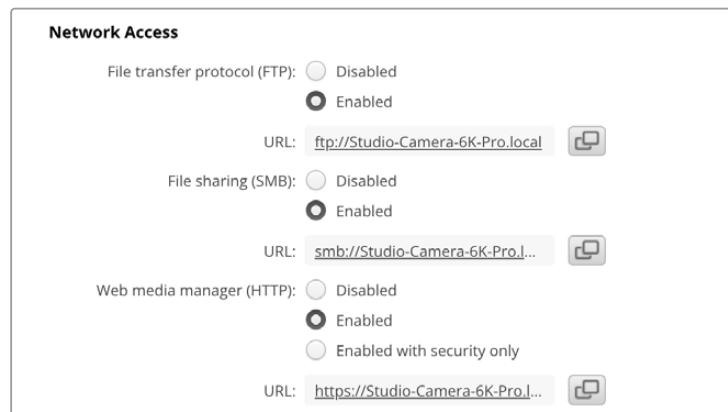 Network Access
File transfer protocol (FTP): Disabled
Enabled
URL: ftp://Studio-Camera-6K-Pro.local
File sharing (SMB): Disabled
Enabled
URL: smb://Studio-Camera-6K-Pro.l...
Web media manager (HTTP): Disabled
Enabled
Enabled with security only
URL: https://Studio-Camera-6K-Pro.l...